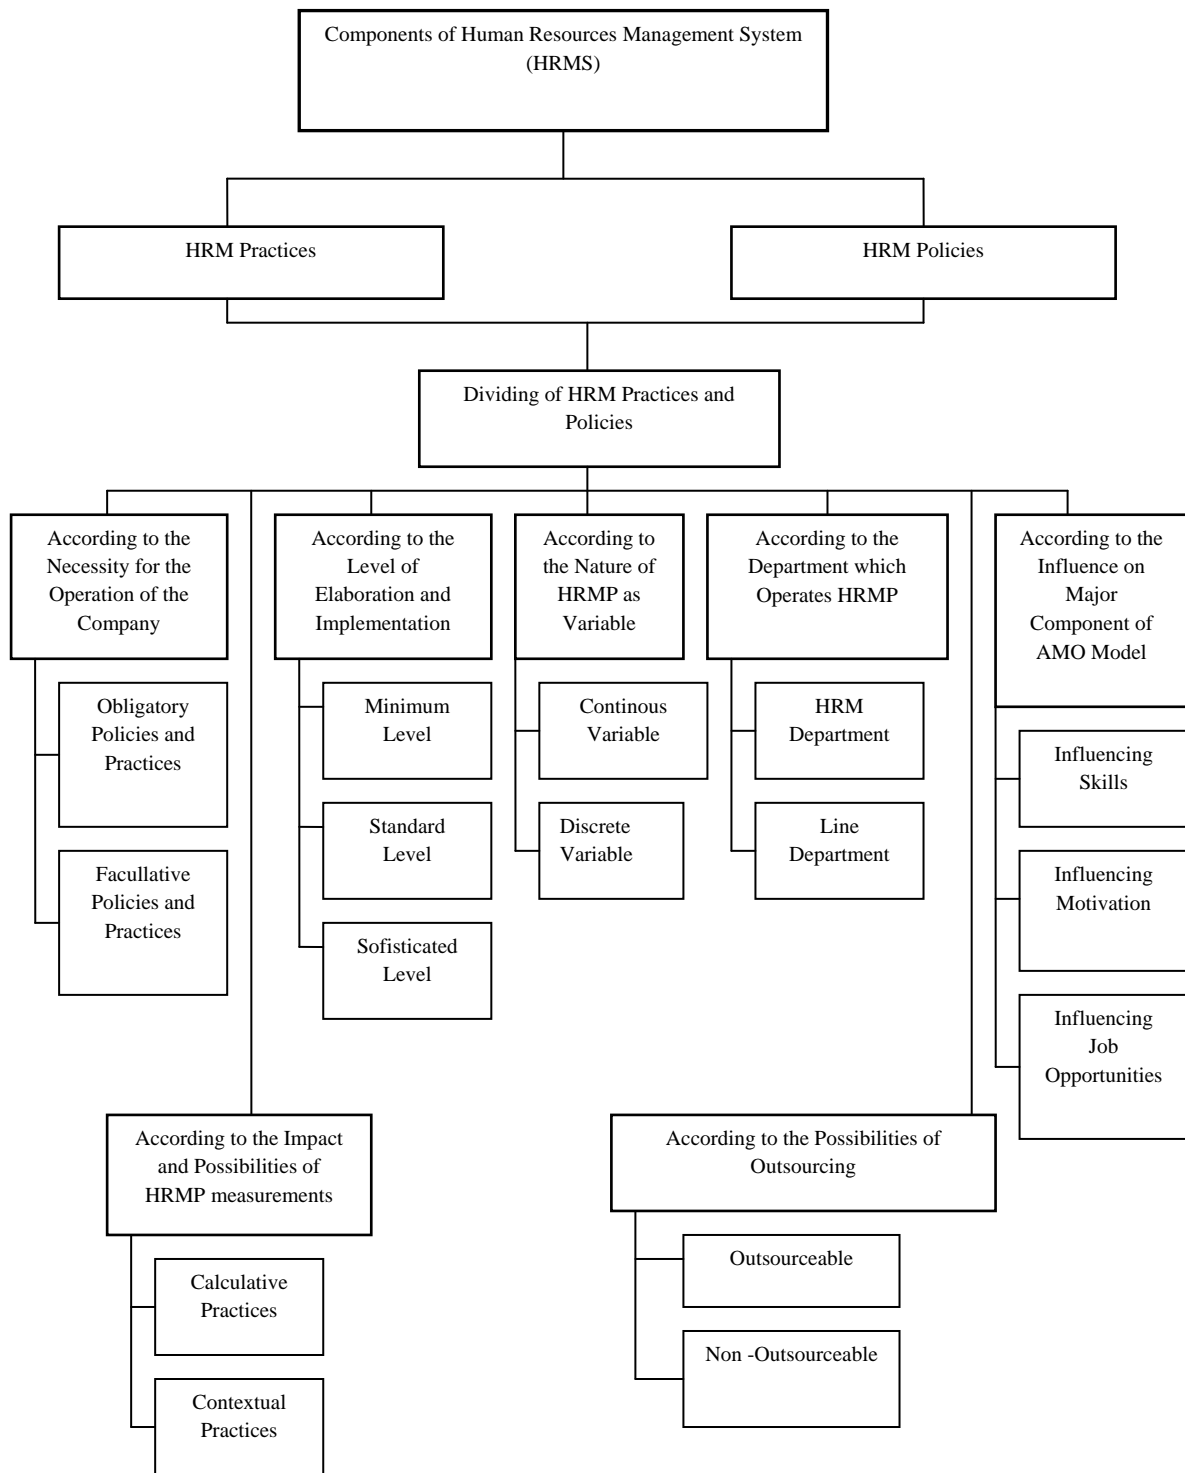 Components of Human Resources Management System
(HRMS)
HRM Practices
HRM Policies
Dividing of HRM Practices and
Policies
According to the
Necessity for the
Operation of the
Company
According to the
Level of
Elaboration and
Implementation
According to
the Nature of
HRMP as
Variable
According to the
Department which
Operates HRMP
According to the
Influence on
Major
Component of
AMO Model
Obligatory
Policies and
Practices
Facullative
Policies and
Practices
Minimum
Level
Standard
Level
Sofisticated
Level
Continous
Variable
Discrete
Variable
HRM
Department
Line
Department
Influencing
Skills
Influencing
Motivation
Influencing
Job
Opportunities
According to the Impact
and Possibilities of
HRMP measurements
Calculative
Practices
Contextual
Practices
According to the Possibilities of
Outsourcing
Outsourceable
Non -Outsourceable